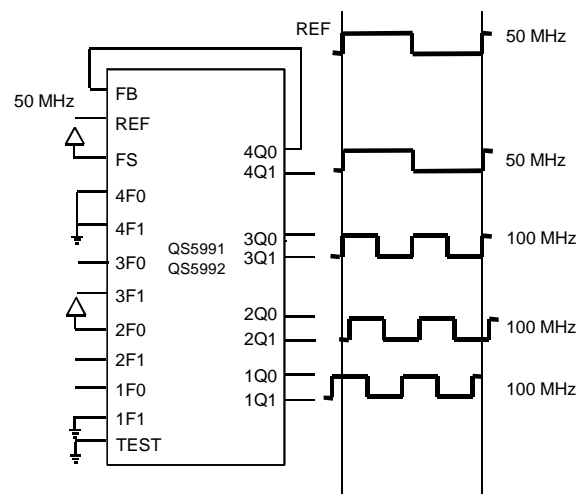 REF
50 MHz
FB
50 MHz
REF
FS
4Q0
50 MHz
4Q1
4F0
4F1
QS5991
3Q0
100 MHz
3F0
QS5992
3Q1
3F1
2Q0
2F0
100 MHz
2Q1
2F1
1Q0
1F0
100 MHz
1Q1
1F1
TEST